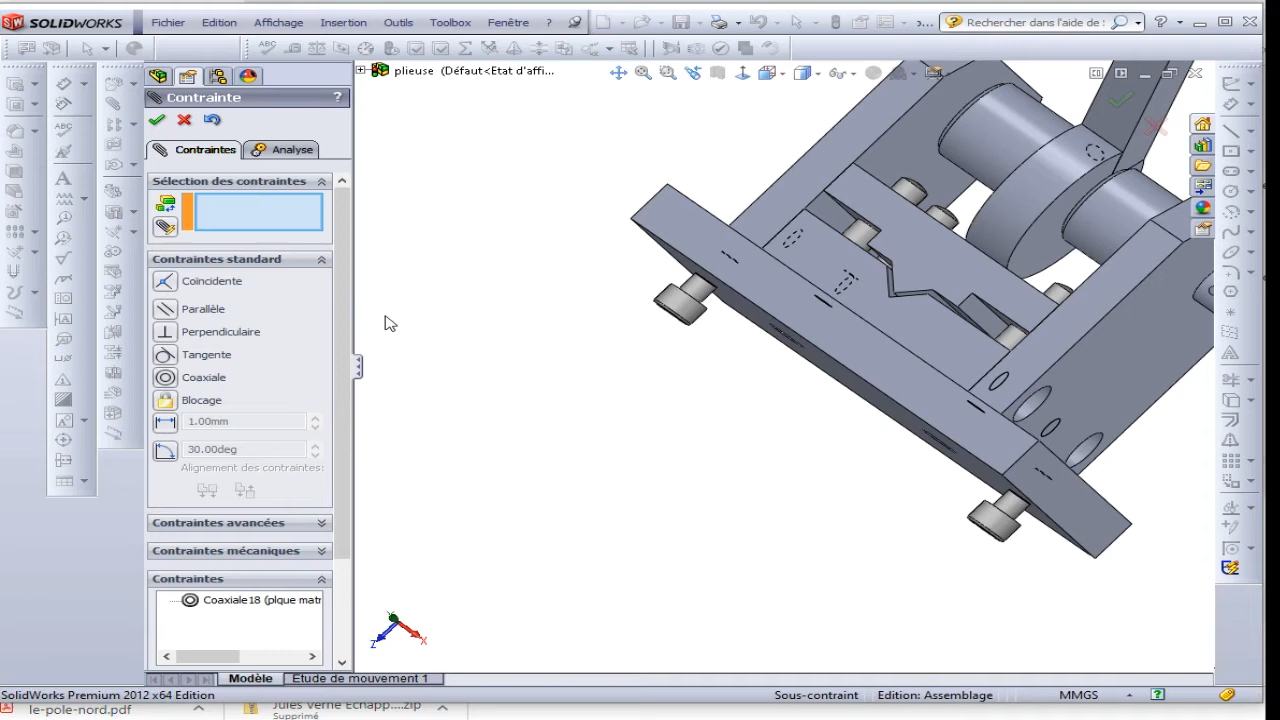 SOLIDWORKS Fichier Edition Affichage Insertion Outils Toolbox Fenêtre ? ... Rechercher dans l'aide de : ?
plieuse (Défaut<Etat d'affi...
Contrainte ?
Contraintes Analyse
Sélection des contraintes
Contraintes standard
Coïncidente
Parallèle
Perpendiculaire
Tangente
Coaxiale
Blocage
1.00mm
30.00deg
Alignement des contraintes:
Contraintes avancées
Contraintes mécaniques
Contraintes
Coaxiale18 (plque matr
Y
X
Z
Modèle Etude de mouvement 1
SolidWorks Premium 2012 x64 Edition Sous-contraint Edition: Assemblage MMGS ?
le-pole-nord.pdf Jules Verne Echapp....zip
Supprimé